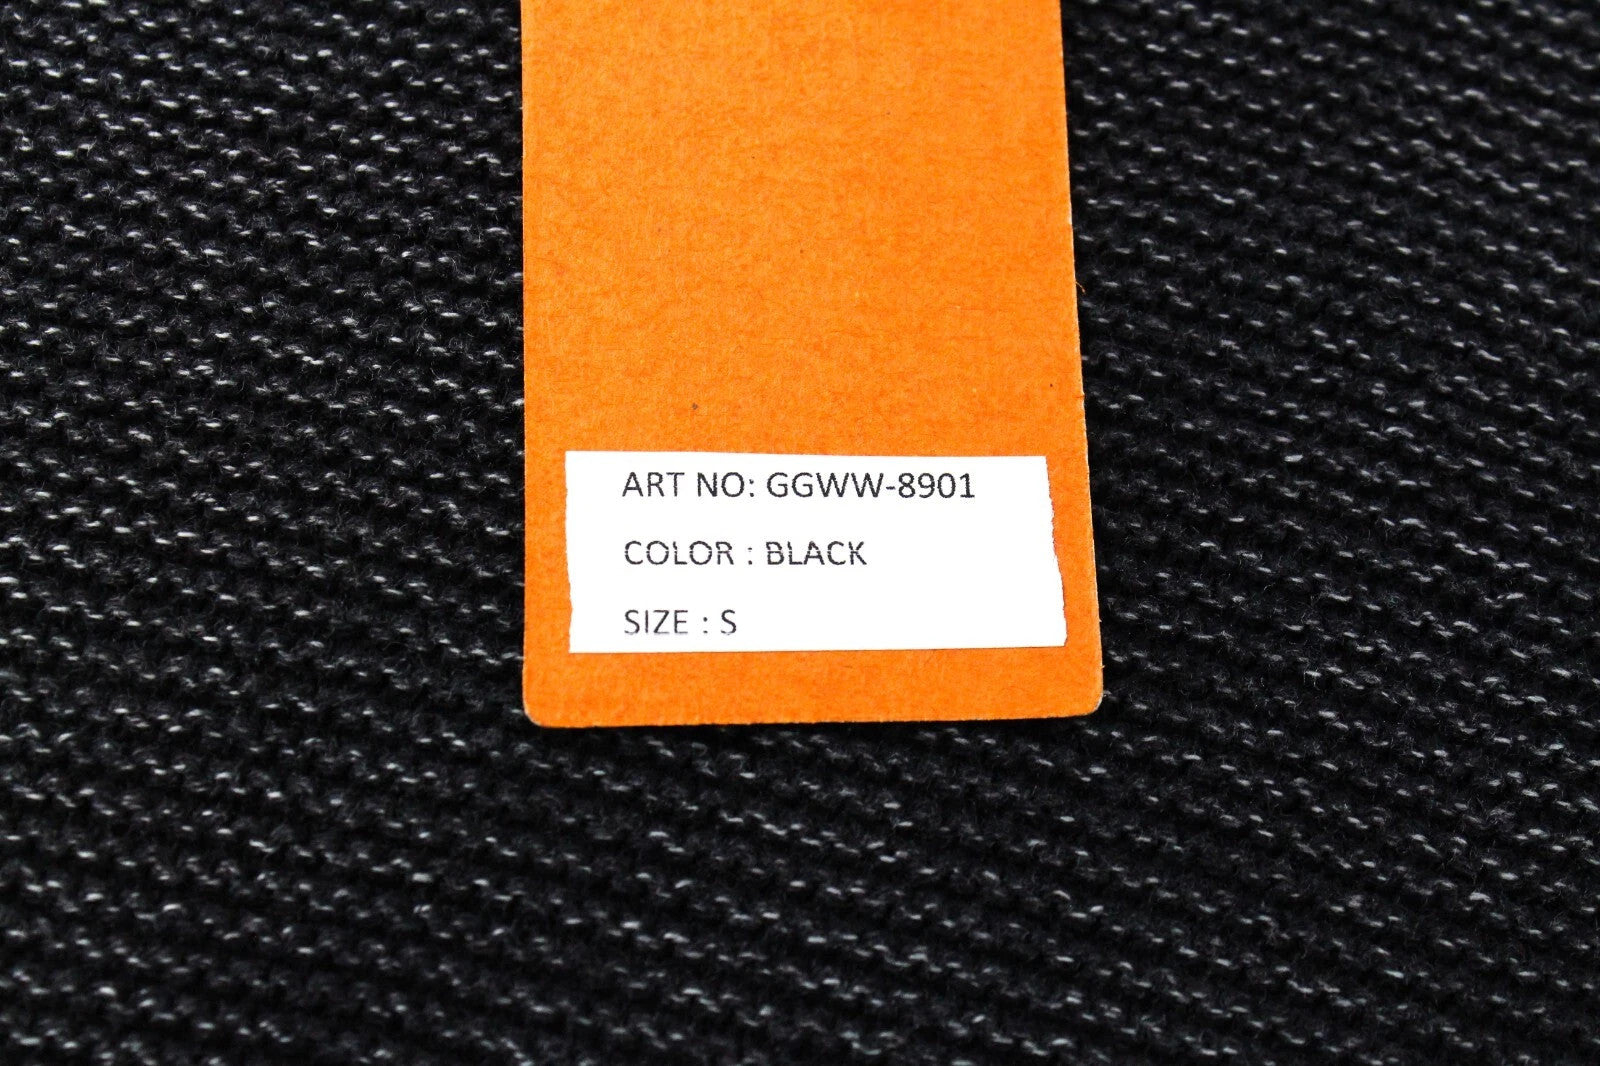 ART NO: GGWW-8901
COLOR : BLACK
SIZE : S